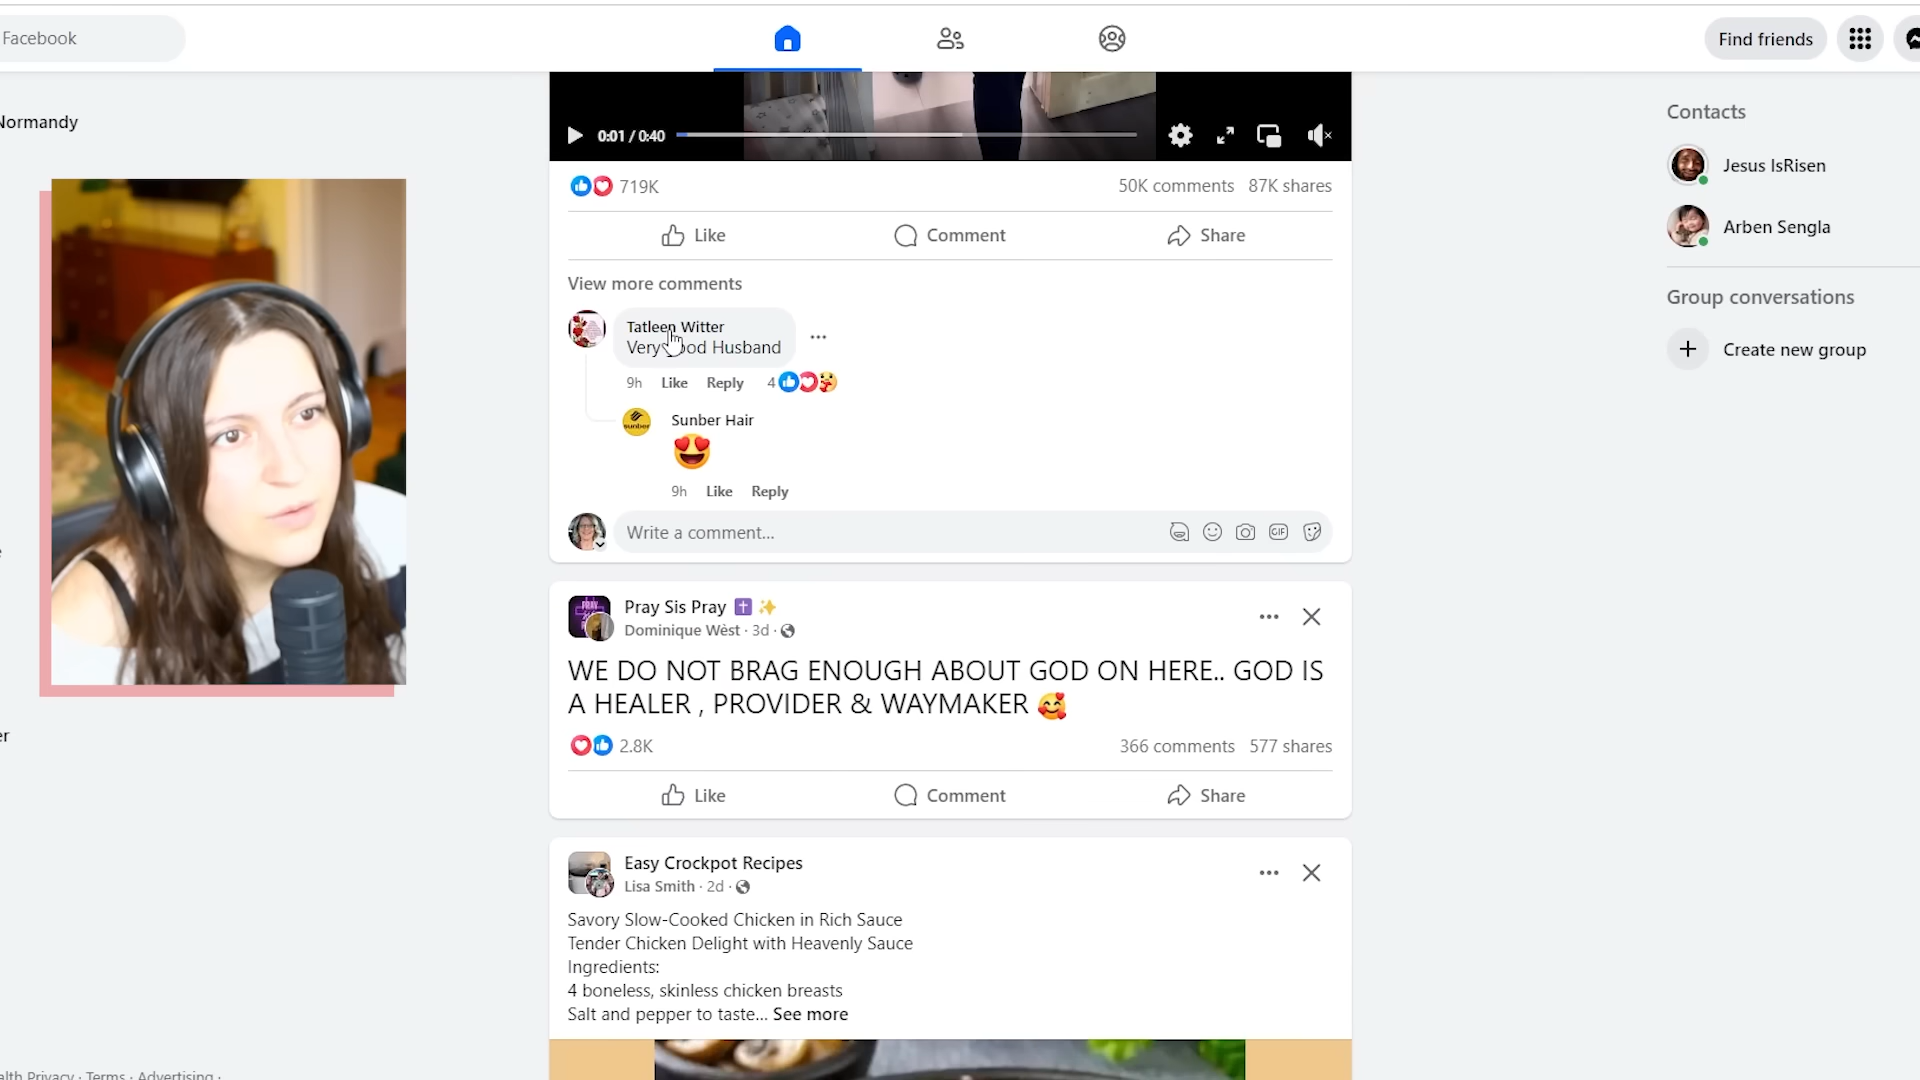 Facebook
Find friends
Normandy
0:01 / 0:40
719K
50K comments 87K shares
Like
Comment
Share
View more comments
Tatleen Witter
Very Husband
9h Like Reply 4
sunber
Sunber Hair
9h Like Reply
Write a comment...
GIF
Pray Sis Pray
Dominique Wèst · 3d ·
WE DO NOT BRAG ENOUGH ABOUT GOD ON HERE.. GOD IS
A HEALER , PROVIDER & WAYMAKER 🥰
2.8K
366 comments 577 shares
Like
Comment
Share
Easy Crockpot Recipes
Lisa Smith · 2d ·
Savory Slow-Cooked Chicken in Rich Sauce
Tender Chicken Delight with Heavenly Sauce
Ingredients:
4 boneless, skinless chicken breasts
Salt and pepper to taste... See more
Contacts
Jesus IsRisen
Arben Sengla
Group conversations
Create new group
Privacy · Terms · Advertising ·